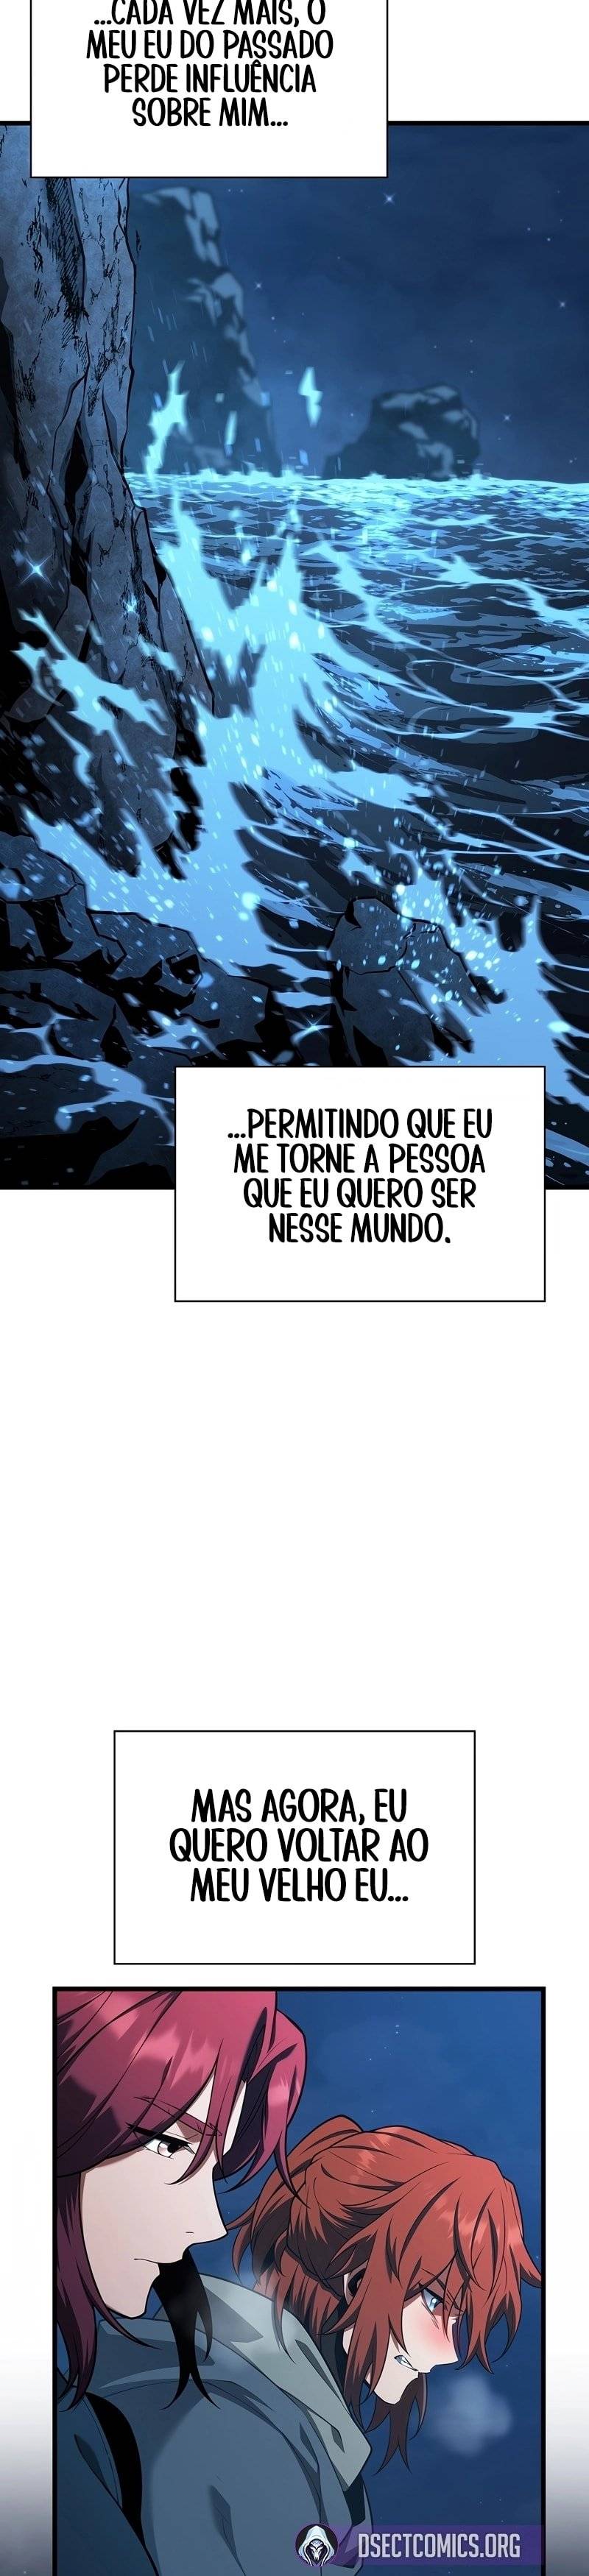 ...CADA VEZ MAIS, O
MEU EU DO PASSADO
PERDE INFLUÊNCIA
SOBRE MIM...
...PERMITINDO QUE EU
ME TORNE A PESSOA
QUE EU QUERO SER
NESSE MUNDO.
MAS AGORA, EU
QUERO VOLTAR AO
MEU VELHO EU...
DSECTCOMICS.ORG